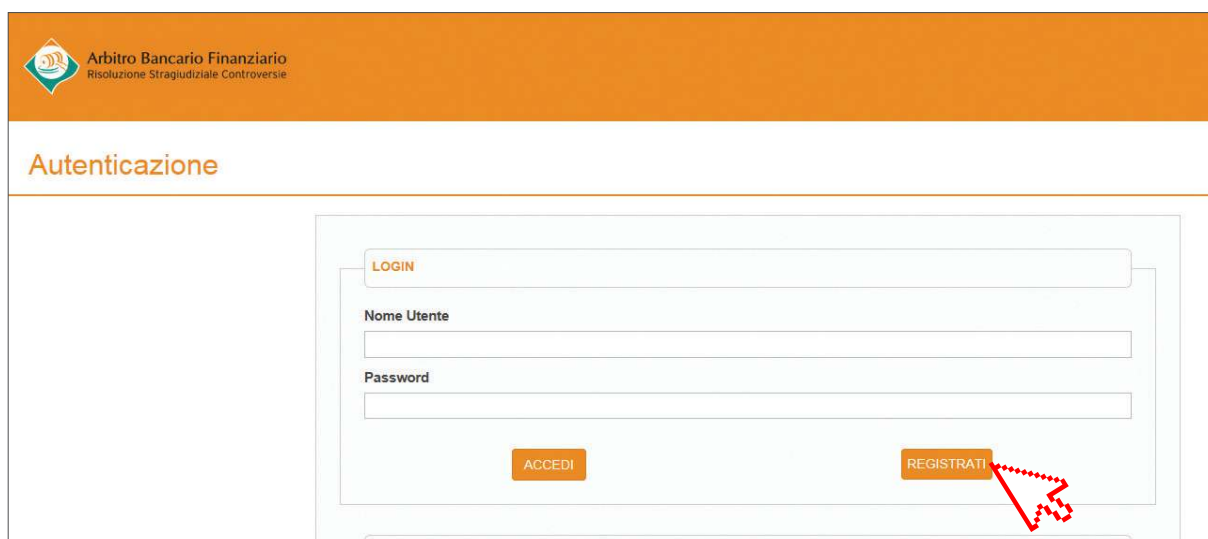 Arbitro Bancario Finanziario
Risoluzione Stragiudiziale Controversie
Autenticazione
LOGIN
Nome Utente
Password
ACCEDI
REGISTRATI